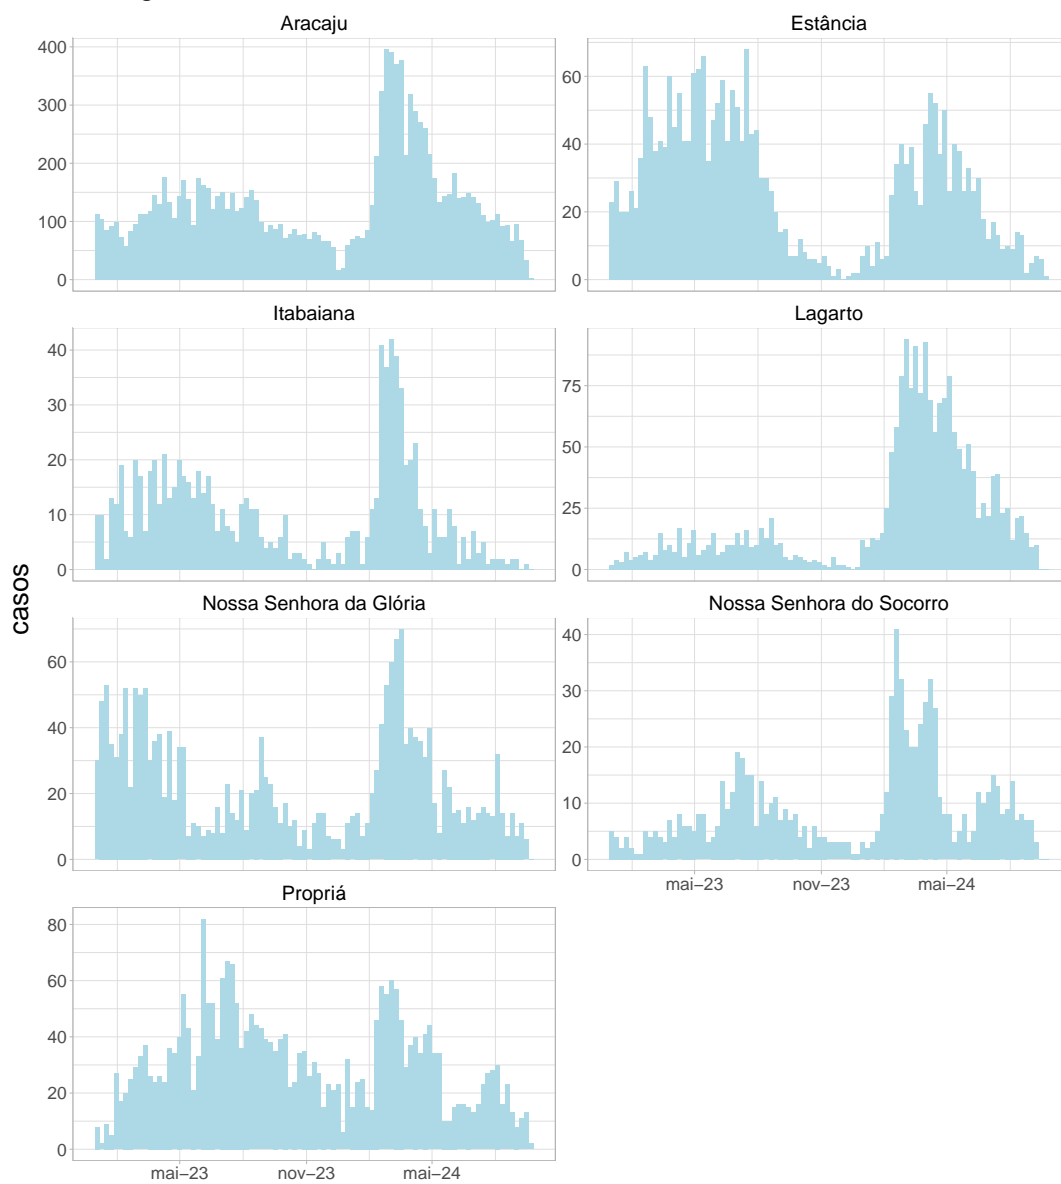 Aracaju
Estância
400
300
200
100
0
60
40
20
0
Itabaiana
Lagarto
40
30
20
10
0
75
50
25
0
casos
Nossa Senhora da Glória
Nossa Senhora do Socorro
60
40
20
0
40
30
20
10
0
mai−23
nov−23
mai−24
Propriá
80
60
40
20
0
mai−23
nov−23
mai−24